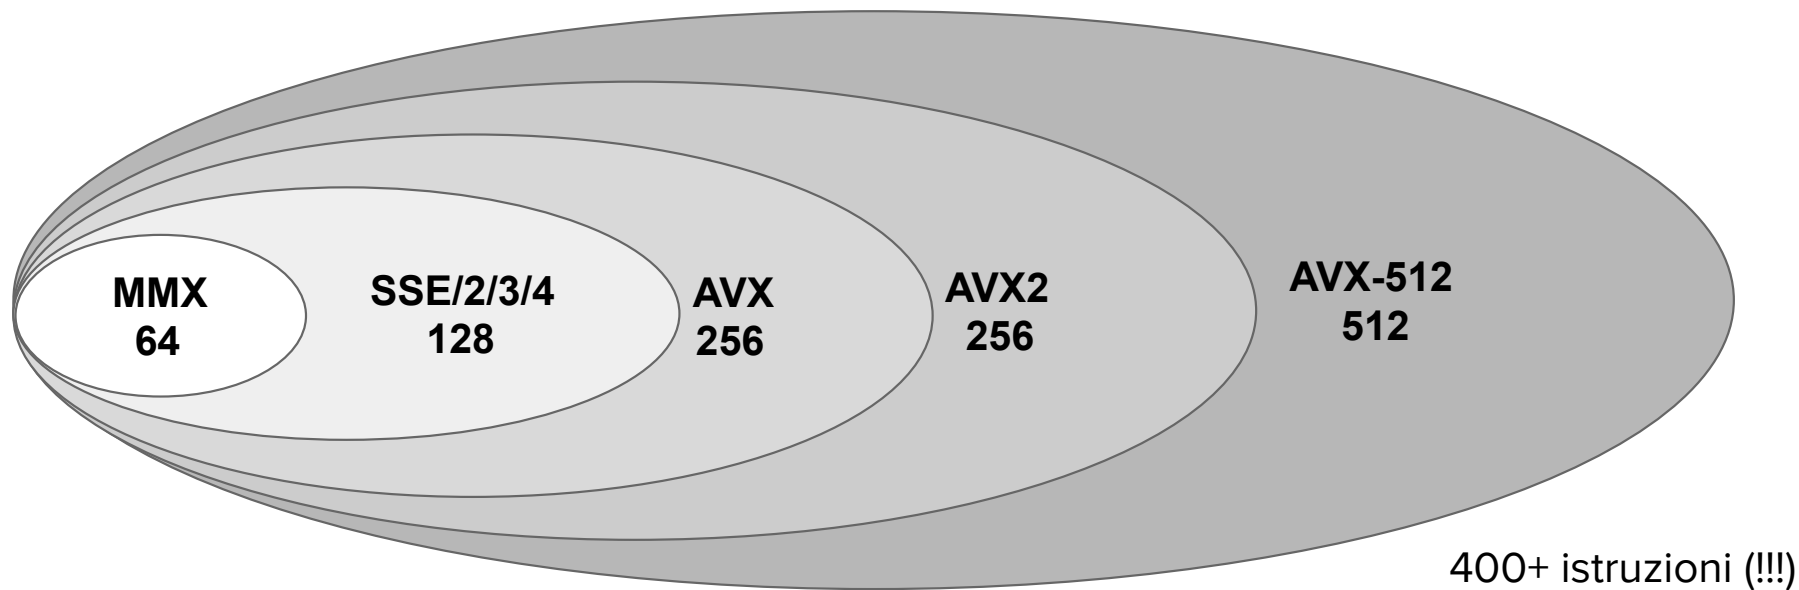 MMX
64
SSE/2/3/4
128
AVX
256
AVX2
256
AVX-512
512
400+ istruzioni (!!!)